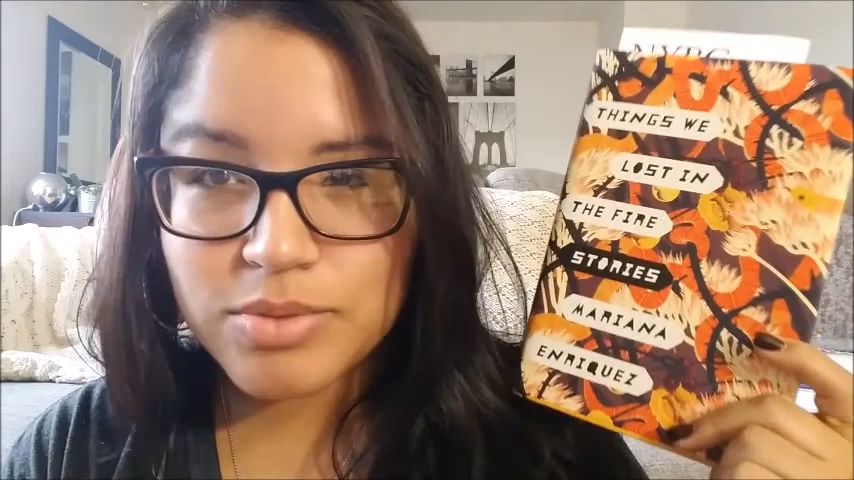 THINGS WE
LOST IN
THE FIRE
STORIES
MARIANA
ENRIQUEZ